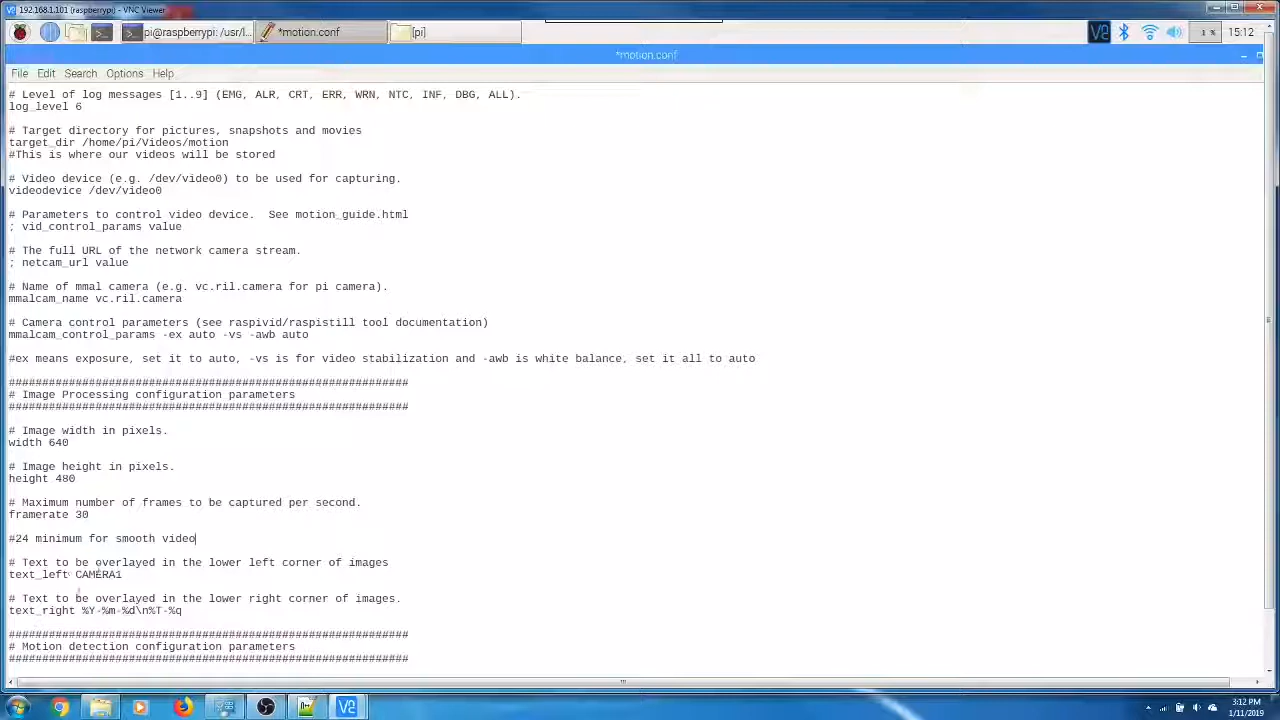 192.168.1.101 (raspberrypi) - VNC Viewer
pi@raspberrypi: /usr/l...
*motion.conf
[pi]
1 %
15:12
*motion.conf
File Edit Search Options Help
# Level of log messages [1..9] (EMG, ALR, CRT, ERR, WRN, NTC, INF, DBG, ALL).
log_level 6
# Target directory for pictures, snapshots and movies
target_dir /home/pi/Videos/motion
#This is where our videos will be stored
# Video device (e.g. /dev/video0) to be used for capturing.
videodevice /dev/video0
# Parameters to control video device.  See motion_guide.html
; vid_control_params value
# The full URL of the network camera stream.
; netcam_url value
# Name of mmal camera (e.g. vc.ril.camera for pi camera).
mmalcam_name vc.ril.camera
# Camera control parameters (see raspivid/raspistill tool documentation)
mmalcam_control_params -ex auto -vs -awb auto
#ex means exposure, set it to auto, -vs is for video stabilization and -awb is white balance, set it all to auto
############################################################
# Image Processing configuration parameters
############################################################
# Image width in pixels.
width 640
# Image height in pixels.
height 480
# Maximum number of frames to be captured per second.
framerate 30
#24 minimum for smooth video
# Text to be overlayed in the lower left corner of images
text_left CAMERA1
# Text to be overlayed in the lower right corner of images.
text_right %Y-%m-%d\n%T-%q
############################################################
# Motion detection configuration parameters
############################################################
3:12 PM
1/11/2019